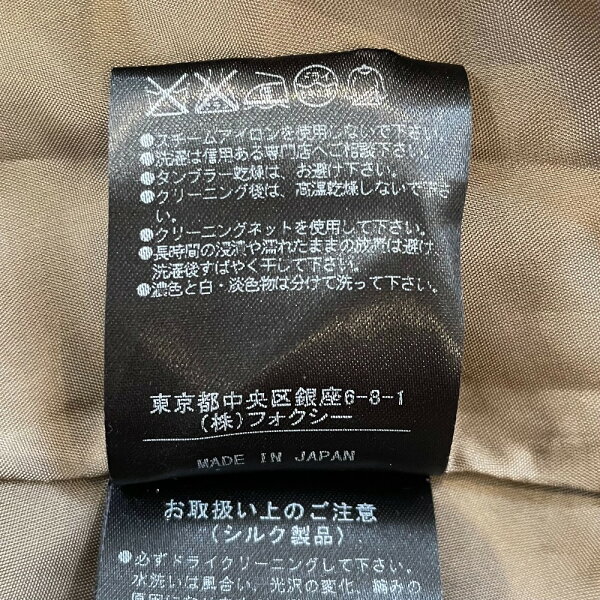 ●スチームアイロンを使用しないで下さい。
●洗濯は信用ある専門店へご相談下さい。
●タンブラー乾燥は、お避け下さい。
●クリーニング後は、高温乾燥しないで下さ
い。
●クリーニングネットを使用して下さい。
●長時間の浸漬や濡れたままの放置は避け、
洗濯後すばやく干して下さい。
●濃色と白・淡色物は分けて洗って下さい。
東京都中央区銀座6-8-1
(株)フォクシー
MADE IN JAPAN
お取扱い上のご注意
(シルク製品)
●必ずドライクリーニングして下さい。
水洗いは風合い、光沢の変化、縮みの
原因になります